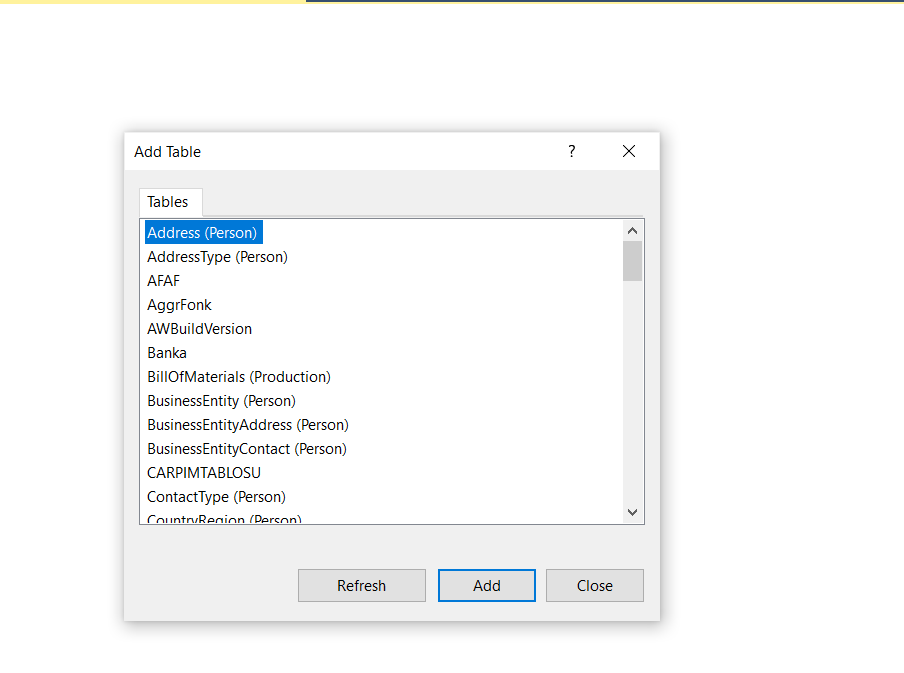 Add Table
?
Tables
Address (Person)
AddressType (Person)
AFAF
AggrFonk
AWBuildVersion
Banka
BillOfMaterials (Production)
BusinessEntity (Person)
BusinessEntityAddress (Person)
BusinessEntityContact (Person)
CARPIMTABLOSU
ContactType (Person)
CountryRegion (Person)
Refresh
Add
Close